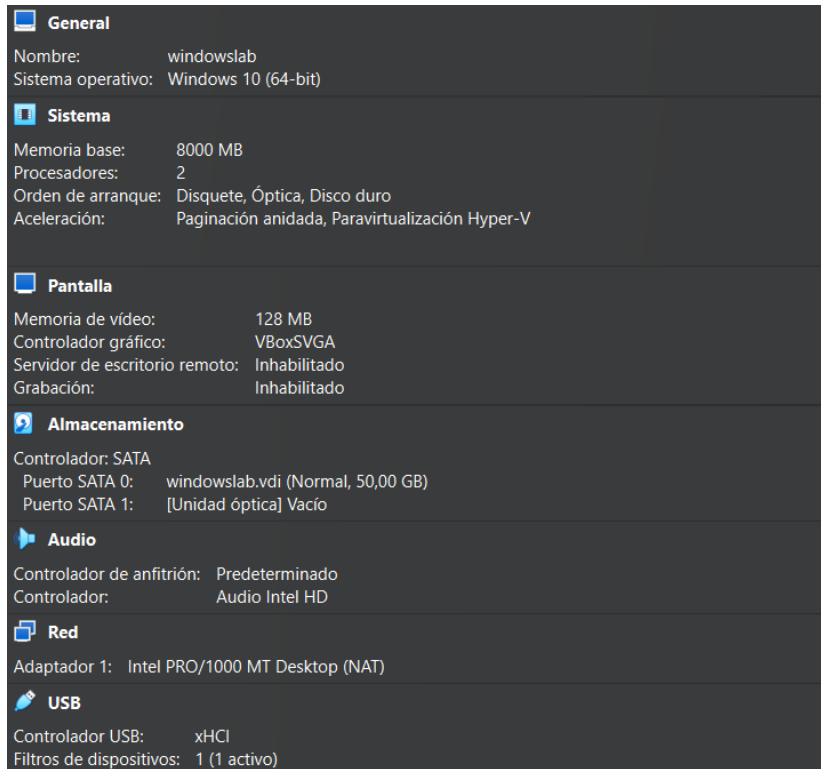 General
Nombre: windowslab
Sistema operativo: Windows 10 (64-bit)
Sistema
Memoria base: 8000 MB
Procesadores: 2
Orden de arranque: Disquete, Óptica, Disco duro
Aceleración: Paginación anidada, Paravirtualización Hyper-V
Pantalla
Memoria de vídeo: 128 MB
Controlador gráfico: VBoxSVGA
Servidor de escritorio remoto: Inhabilitado
Grabación: Inhabilitado
Almacenamiento
Controlador: SATA
Puerto SATA 0: windowslab.vdi (Normal, 50,00 GB)
Puerto SATA 1: [Unidad óptica] Vacío
Audio
Controlador de anfitrión: Predeterminado
Controlador: Audio Intel HD
Red
Adaptador 1: Intel PRO/1000 MT Desktop (NAT)
USB
Controlador USB: xHCI
Filtros de dispositivos: 1 (1 activo)